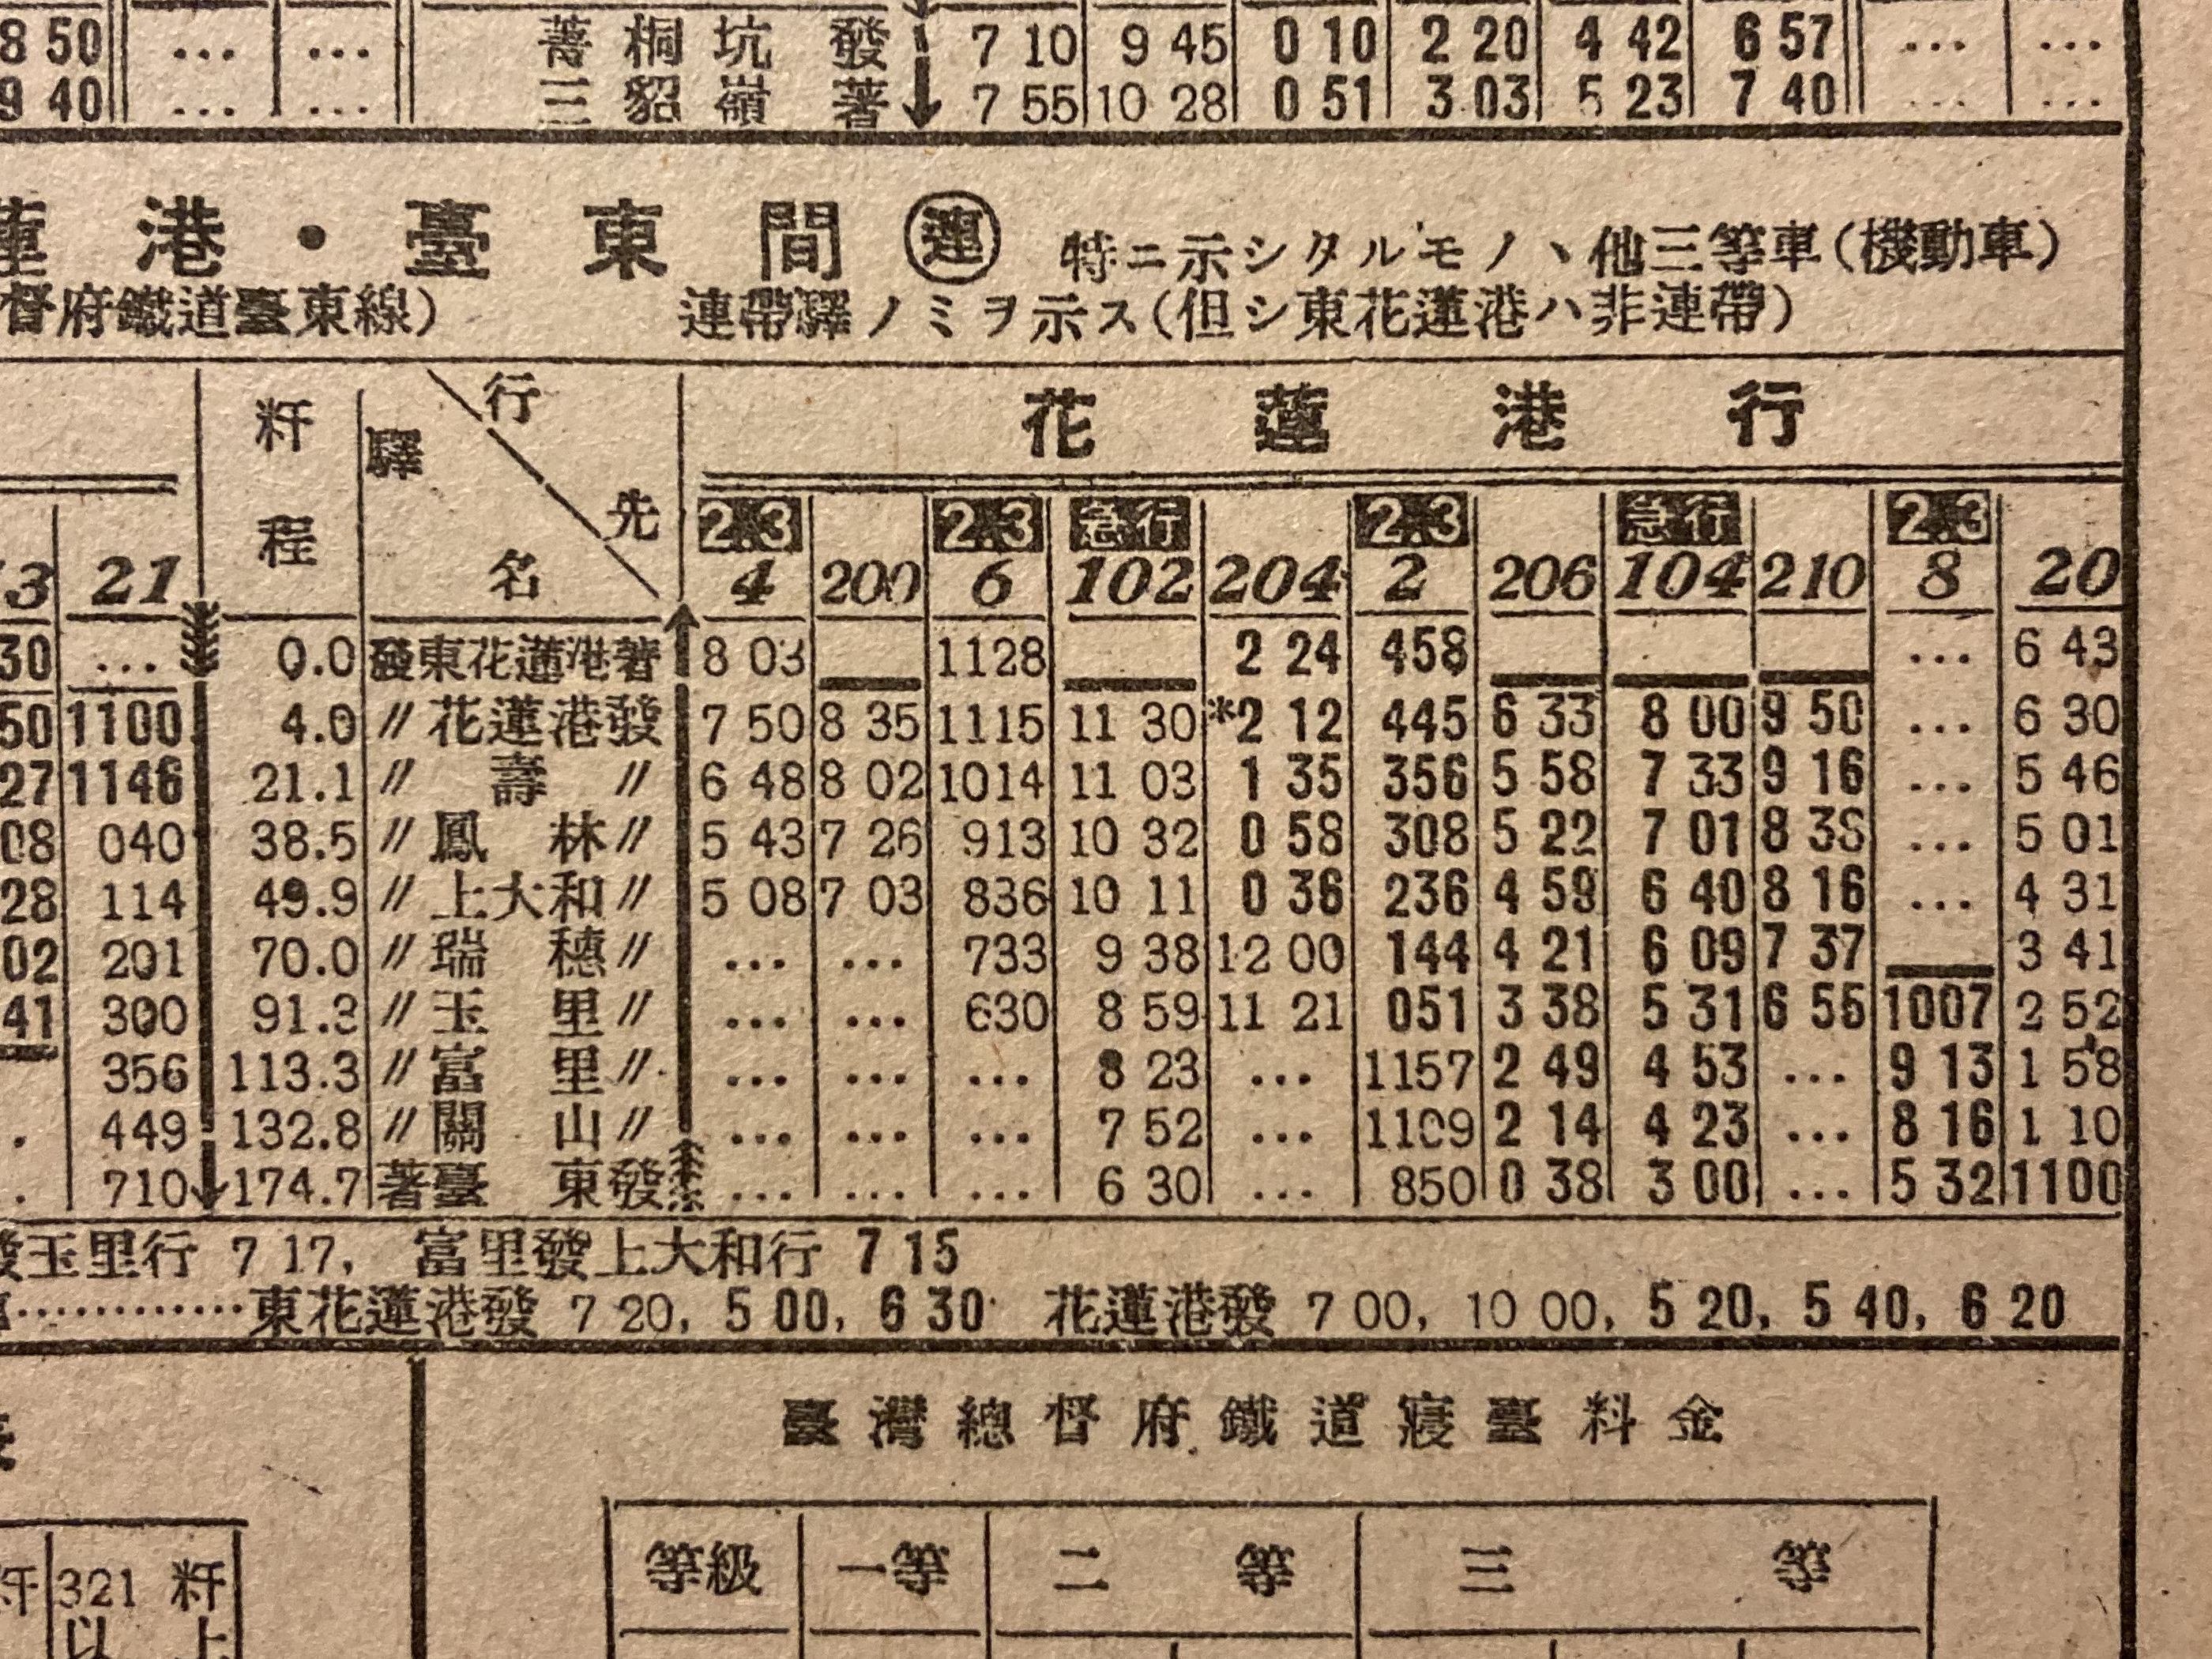 8 50 … … 菁桐坑 發 7 10 9 45 0 10 2 20 4 42 6 57 … …
9 40 … … 三貂嶺 著 7 55 10 28 0 51 3 03 5 23 7 40 … …
蓮港・臺東間 ㊤連 特ニ示シタルモノヽ他三等車(機動車)
督府鐵道臺東線) 連帶驛ノミヲ示ス(但シ東花蓮港ハ非連帶)
粁程 驛名 行先 花蓮港行
2.3 2.3 急行 2.3 急行 2.3
3 21 4 200 6 102 204 2 206 104 210 8 20
30 … 0.0 發東花蓮港著 8 03 1128 2 24 458 … 6 43
50 1100 4.0 〃花蓮港發 7 50 8 35 1115 11 30 *2 12 445 6 33 8 00 9 50 … 6 30
27 1146 21.1 〃壽〃 6 48 8 02 1014 11 03 1 35 356 5 58 7 33 9 16 … 5 46
08 040 38.5 〃鳳林〃 5 43 7 26 913 10 32 0 58 308 5 22 7 01 8 38 … 5 01
28 114 49.9 〃上大和〃 5 08 7 03 836 10 11 0 36 236 4 59 6 40 8 16 … 4 31
02 201 70.0 〃瑞穗〃 … … 733 9 38 12 00 144 4 21 6 09 7 37 3 41
41 300 91.3 〃玉里〃 … … 630 8 59 11 21 051 3 38 5 31 6 55 1007 2 52
356 113.3 〃富里〃 … … … 8 23 … 1157 2 49 4 53 … 9 13 1 58
. 449 132.8 〃關山〃 … … … 7 52 … 1109 2 14 4 23 … 8 16 1 10
. 710 174.7 著臺東發 … … … 6 30 … 850 0 38 3 00 … 5 32 1100
發玉里行 7 17, 富里發上大和行 7 15
…………東花蓮港發 7 20, 5 00, 6 30 花蓮港發 7 00, 10 00, 5 20, 5 40, 6 20
臺灣總督府鐵道寢臺料金
粁 321粁以上
等級 一等 二等 三等